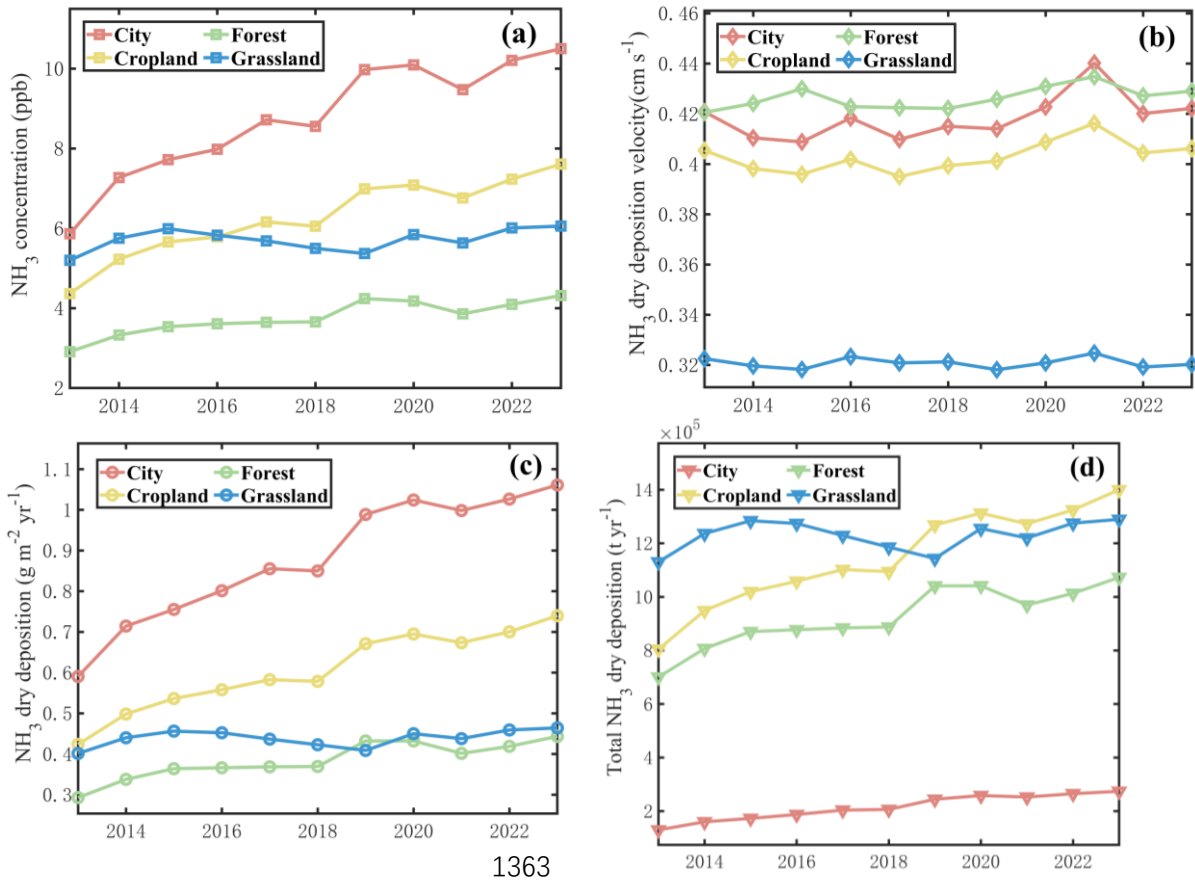 (a)
City Forest
Cropland Grassland
NH3 concentration (ppb)
10
8
6
4
2
2014 2016 2018 2020 2022
(b)
City Forest
Cropland Grassland
NH3 dry deposition velocity(cm s-1)
0.46
0.44
0.42
0.4
0.38
0.36
0.34
0.32
2014 2016 2018 2020 2022
(c)
City Forest
Cropland Grassland
NH3 dry deposition (g m-2 yr-1)
1.1
1
0.9
0.8
0.7
0.6
0.5
0.4
0.3
2014 2016 2018 2020 2022
×10^5
(d)
City Forest
Cropland Grassland
Total NH3 dry deposition (t yr-1)
14
12
10
8
6
4
2
2014 2016 2018 2020 2022
1363